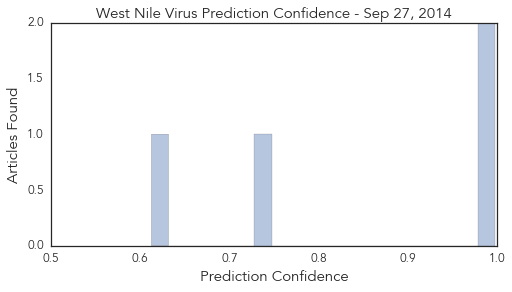 West Nile Virus Prediction Confidence - Sep 27, 2014
2.0
1.5
1.0
0.5
0.0
Articles Found
0.5 0.6 0.7 0.8 0.9 1.0
Prediction Confidence